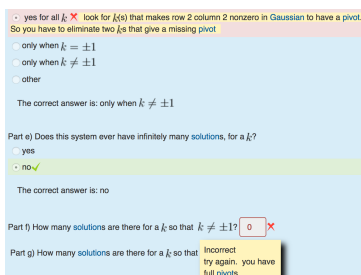 yes for all k ✗ look for k(s) that makes row 2 column 2 nonzero in Gaussian to have a pivot.
So you have to eliminate two ks that give a missing pivot
only when k = ±1
only when k ≠ ±1
other
The correct answer is: only when k ≠ ±1
Part e) Does this system ever have infinitely many solutions, for a k?
yes
no✓
The correct answer is: no
Part f) How many solutions are there for a k so that k ≠ ±1? 0 ✗
Part g) How many solutions are there for a k so that
Incorrect
try again. you have
full pivots